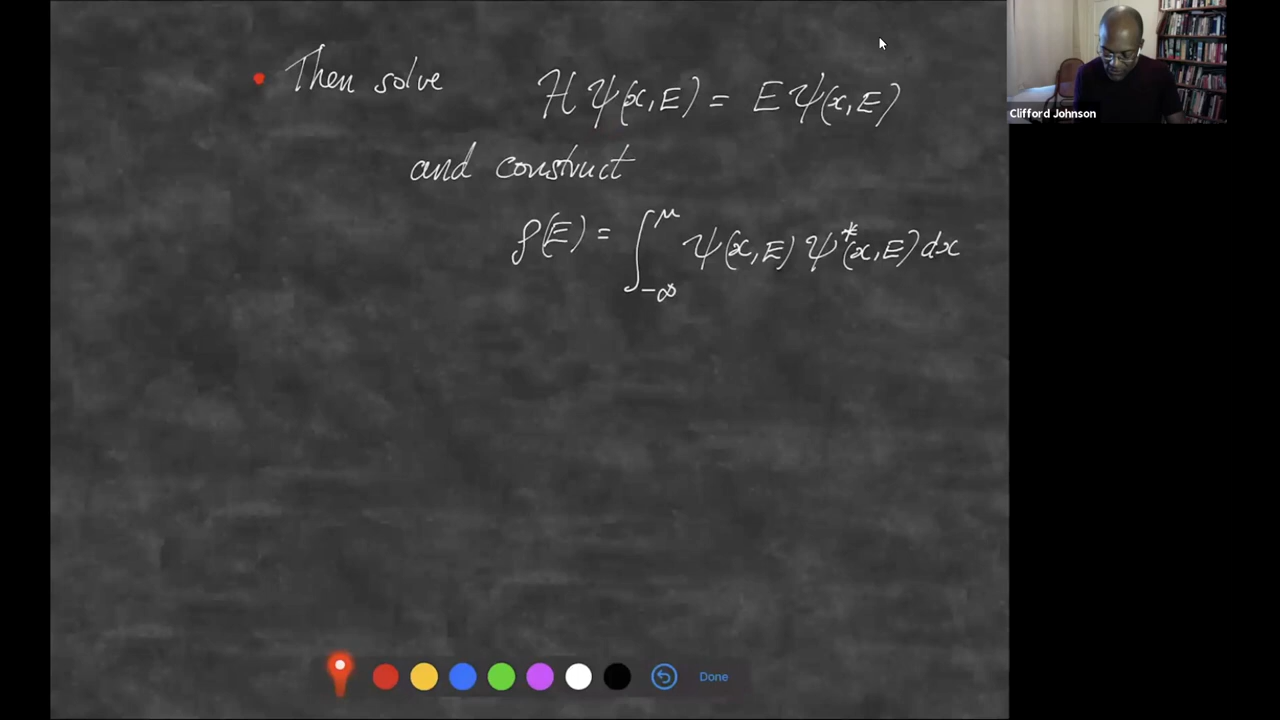 Then solve ℋψ(x,E) = Eψ(x,E)
and construct
ρ(E) = ∫_{-∞}^{μ} ψ(x,E) ψ*(x,E) dx
Clifford Johnson
Done